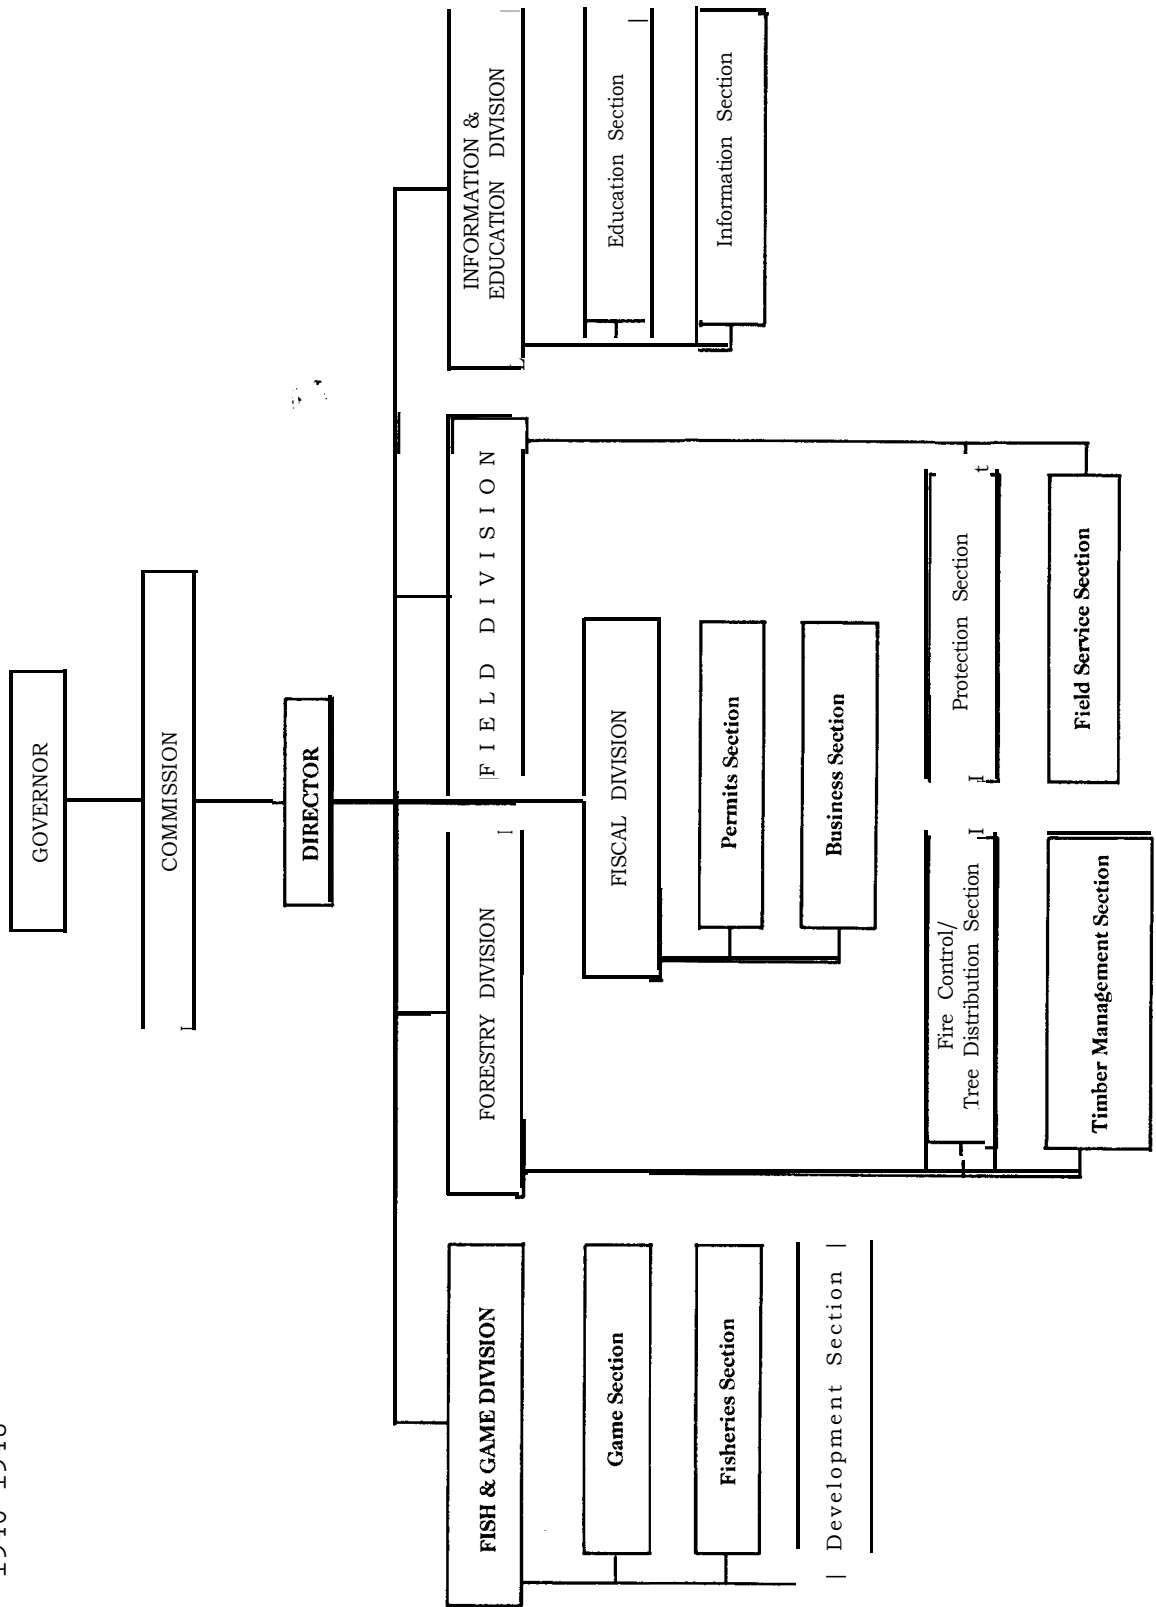 GOVERNOR
COMMISSION
DIRECTOR
FISH & GAME DIVISION
FORESTRY DIVISION
FIELD DIVISION
INFORMATION &
EDUCATION DIVISION
Game Section
Fisheries Section
Development Section
FISCAL DIVISION
Permits Section
Business Section
Education Section
Information Section
Fire Control/
Tree Distribution Section
Timber Management Section
Protection Section
Field Service Section